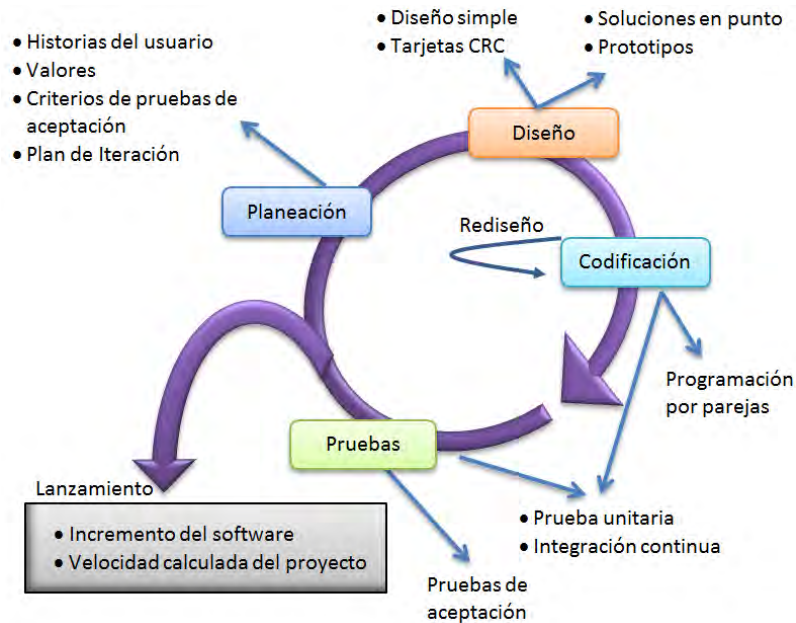 • Historias del usuario
• Valores
• Criterios de pruebas de
aceptación
• Plan de Iteración
• Diseño simple
• Tarjetas CRC
• Soluciones en punto
• Prototipos
Diseño
Planeación
Rediseño
Codificación
Programación
por parejas
Pruebas
Lanzamiento
• Incremento del software
• Velocidad calculada del proyecto
• Prueba unitaria
• Integración continua
Pruebas de
aceptación